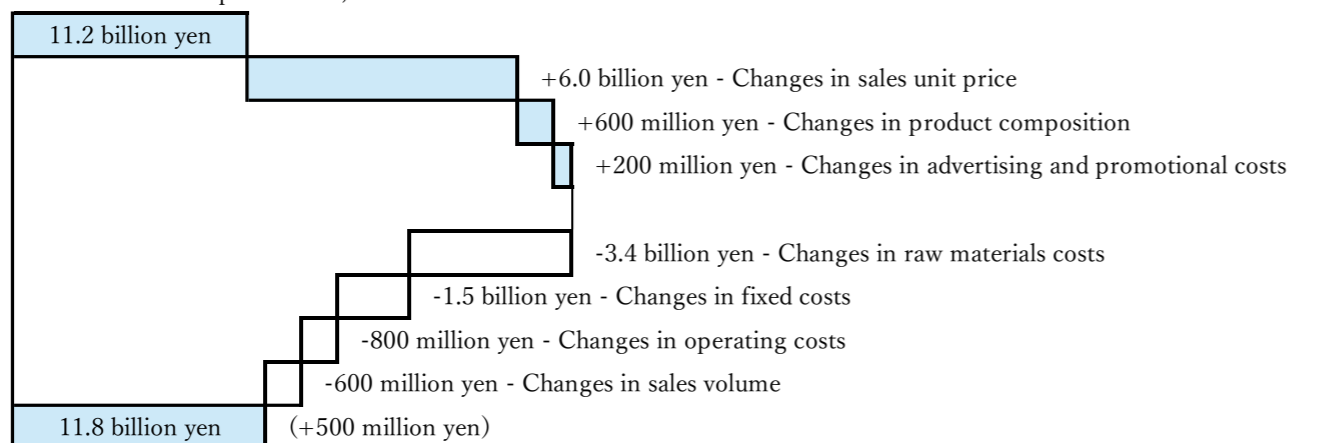 11.2 billion yen
+6.0 billion yen - Changes in sales unit price
+600 million yen - Changes in product composition
+200 million yen - Changes in advertising and promotional costs
-3.4 billion yen - Changes in raw materials costs
-1.5 billion yen - Changes in fixed costs
-800 million yen - Changes in operating costs
-600 million yen - Changes in sales volume
11.8 billion yen (+500 million yen)